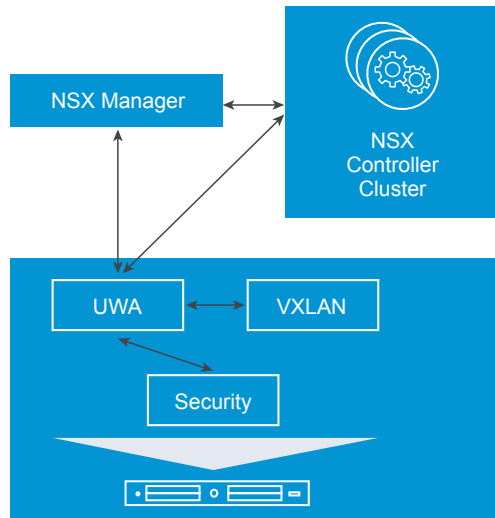 NSX Manager
NSX
Controller
Cluster
UWA
VXLAN
Security